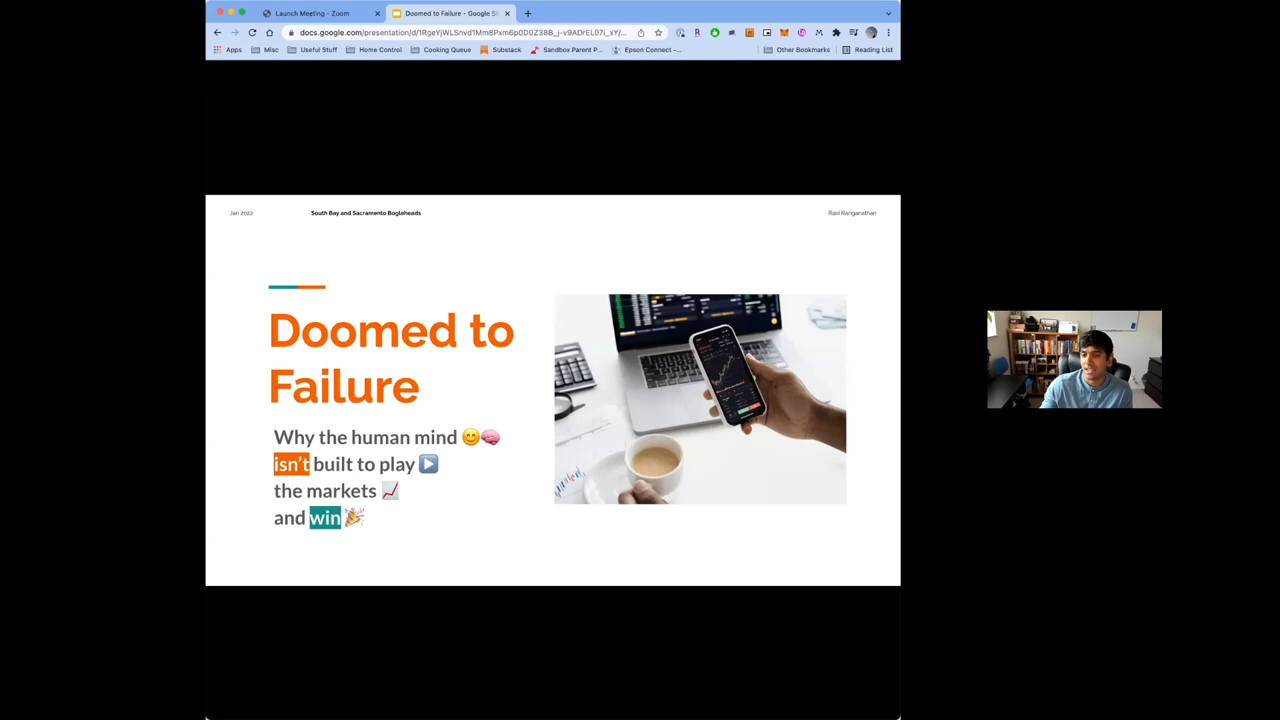 Launch Meeting - Zoom
Doomed to Failure - Google Sl
docs.google.com/presentation/d/
Apps Misc Useful Stuff Home Control Cooking Queue Substack Sandbox Parent P... Epson Connect -... Other Bookmarks Reading List
Jan 2022 South Bay and Sacramento Bogleheads Ravi Ranganathan
Doomed to
Failure
Why the human mind 😊🧠
isn't built to play ▶️
the markets 📈
and win 🎉